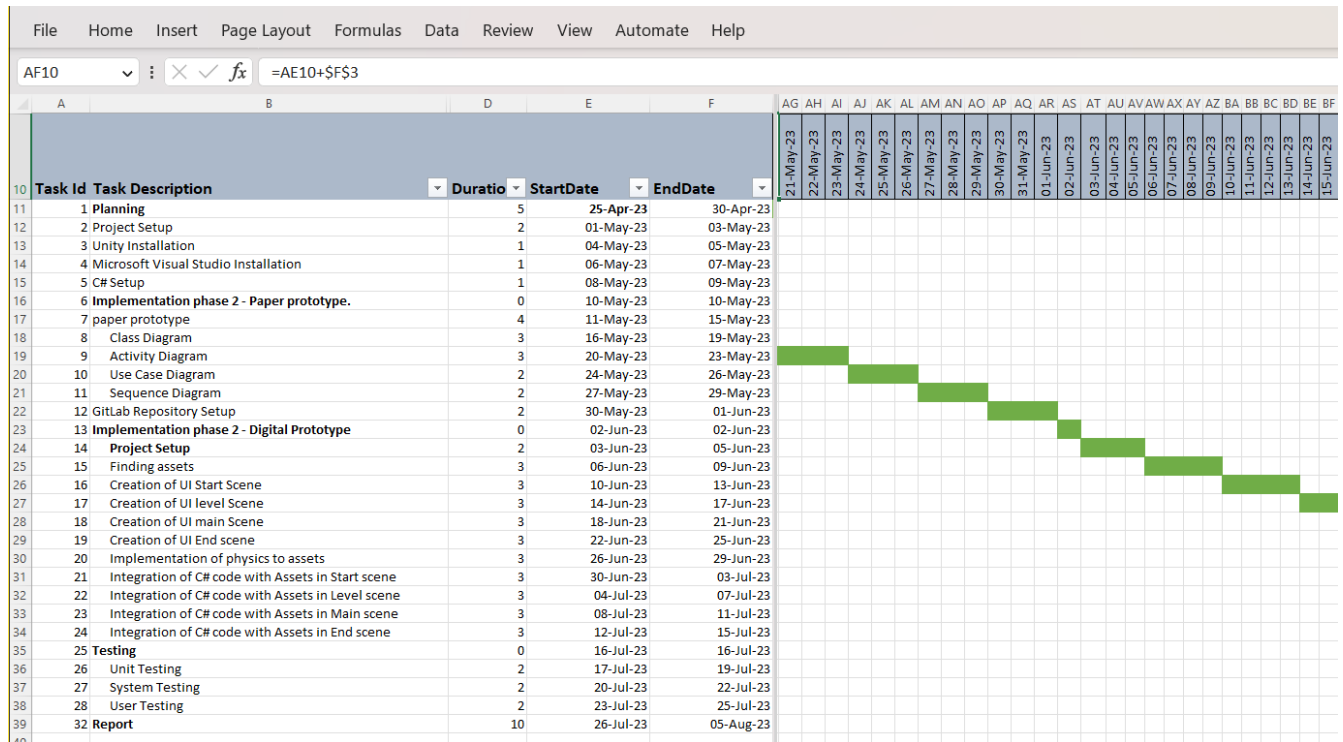 File Home Insert Page Layout Formulas Data Review View Automate Help
AF10 fx =AE10+$F$3
A B D E F AG AH AI AJ AK AL AM AN AO AP AQ AR AS AT AU AV AW AX AY AZ BA BB BC BD BE BF
10 Task Id Task Description Duratio StartDate EndDate 21-May-23 22-May-23 23-May-23 24-May-23 25-May-23 26-May-23 27-May-23 28-May-23 29-May-23 30-May-23 31-May-23 01-Jun-23 02-Jun-23 03-Jun-23 04-Jun-23 05-Jun-23 06-Jun-23 07-Jun-23 08-Jun-23 09-Jun-23 10-Jun-23 11-Jun-23 12-Jun-23 13-Jun-23 14-Jun-23 15-Jun-23
11 1 Planning 5 25-Apr-23 30-Apr-23
12 2 Project Setup 2 01-May-23 03-May-23
13 3 Unity Installation 1 04-May-23 05-May-23
14 4 Microsoft Visual Studio Installation 1 06-May-23 07-May-23
15 5 C# Setup 1 08-May-23 09-May-23
16 6 Implementation phase 2 - Paper prototype. 0 10-May-23 10-May-23
17 7 paper prototype 4 11-May-23 15-May-23
18 8 Class Diagram 3 16-May-23 19-May-23
19 9 Activity Diagram 3 20-May-23 23-May-23
20 10 Use Case Diagram 2 24-May-23 26-May-23
21 11 Sequence Diagram 2 27-May-23 29-May-23
22 12 GitLab Repository Setup 2 30-May-23 01-Jun-23
23 13 Implementation phase 2 - Digital Prototype 0 02-Jun-23 02-Jun-23
24 14 Project Setup 2 03-Jun-23 05-Jun-23
25 15 Finding assets 3 06-Jun-23 09-Jun-23
26 16 Creation of UI Start Scene 3 10-Jun-23 13-Jun-23
27 17 Creation of UI level Scene 3 14-Jun-23 17-Jun-23
28 18 Creation of UI main Scene 3 18-Jun-23 21-Jun-23
29 19 Creation of UI End scene 3 22-Jun-23 25-Jun-23
30 20 Implementation of physics to assets 3 26-Jun-23 29-Jun-23
31 21 Integration of C# code with Assets in Start scene 3 30-Jun-23 03-Jul-23
32 22 Integration of C# code with Assets in Level scene 3 04-Jul-23 07-Jul-23
33 23 Integration of C# code with Assets in Main scene 3 08-Jul-23 11-Jul-23
34 24 Integration of C# code with Assets in End scene 3 12-Jul-23 15-Jul-23
35 25 Testing 0 16-Jul-23 16-Jul-23
36 26 Unit Testing 2 17-Jul-23 19-Jul-23
37 27 System Testing 2 20-Jul-23 22-Jul-23
38 28 User Testing 2 23-Jul-23 25-Jul-23
39 32 Report 10 26-Jul-23 05-Aug-23